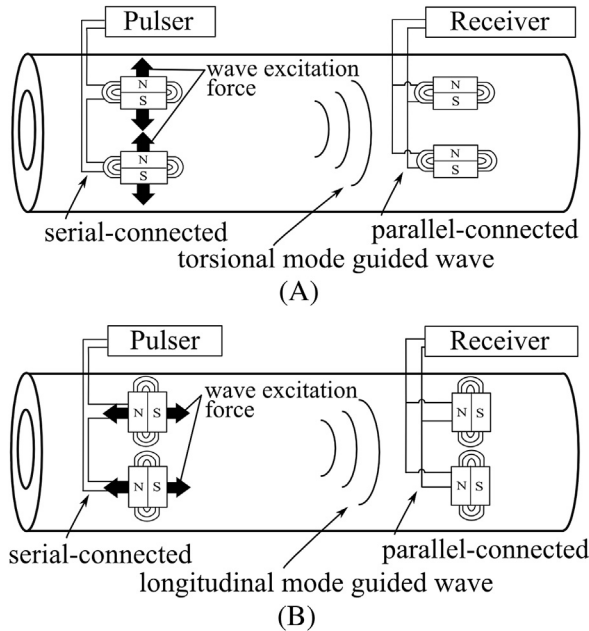 Pulser
Receiver
wave excitation
force
N
S
N
S
N
S
N
S
serial-connected
parallel-connected
torsional mode guided wave
(A)
Pulser
Receiver
wave excitation
force
N S
N S
N S
N S
serial-connected
parallel-connected
longitudinal mode guided wave
(B)